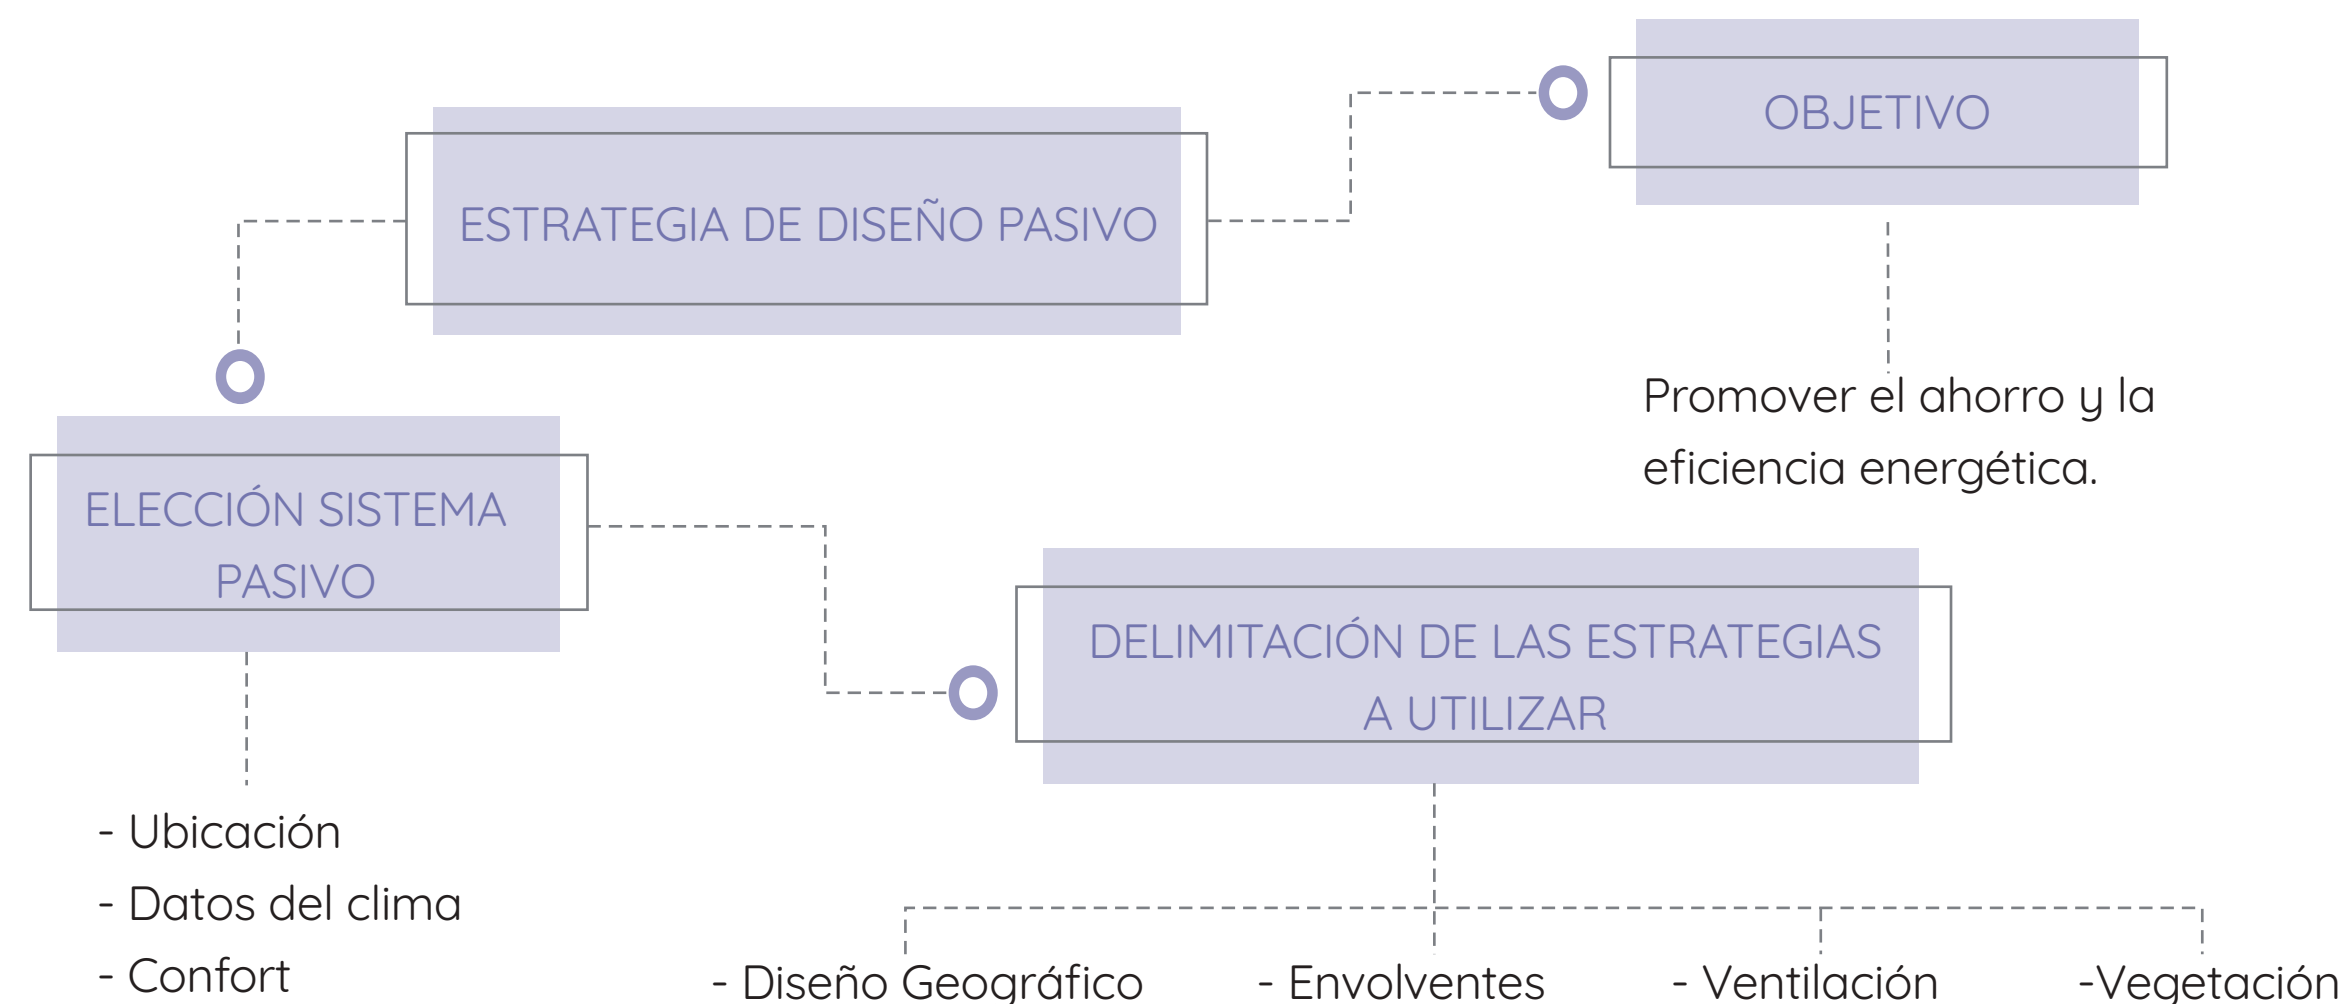 OBJETIVO
ESTRATEGIA DE DISEÑO PASIVO
Promover el ahorro y la
eficiencia energética.
ELECCIÓN SISTEMA
PASIVO
DELIMITACIÓN DE LAS ESTRATEGIAS
A UTILIZAR
- Ubicación
- Datos del clima
- Confort
- Diseño Geográfico
- Envolventes
- Ventilación
-Vegetación